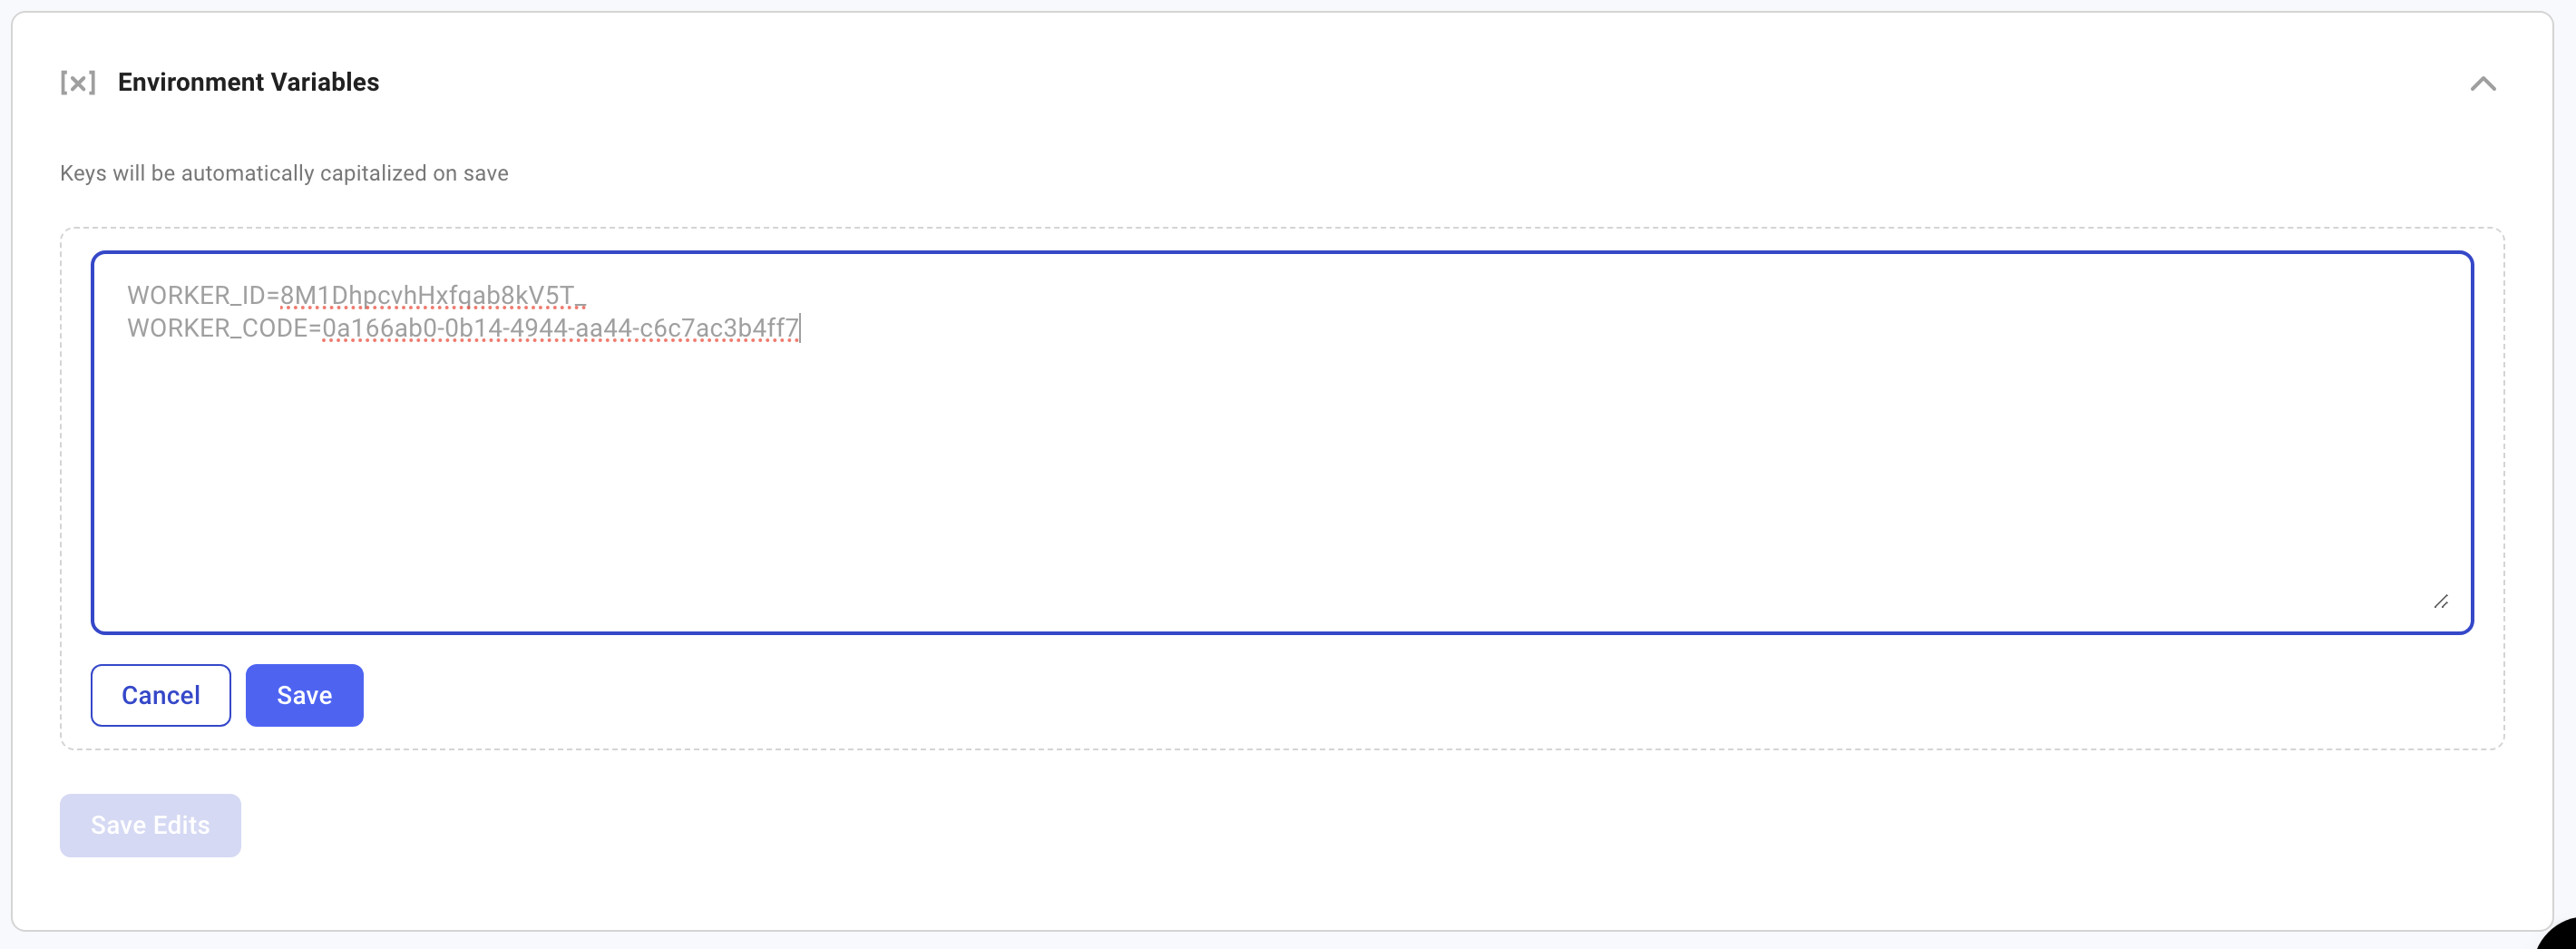 [x] Environment Variables
Keys will be automatically capitalized on save
WORKER_ID=8M1DhpcvhHxfqab8kV5T_
WORKER_CODE=0a166ab0-0b14-4944-aa44-c6c7ac3b4ff7
Cancel Save
Save Edits